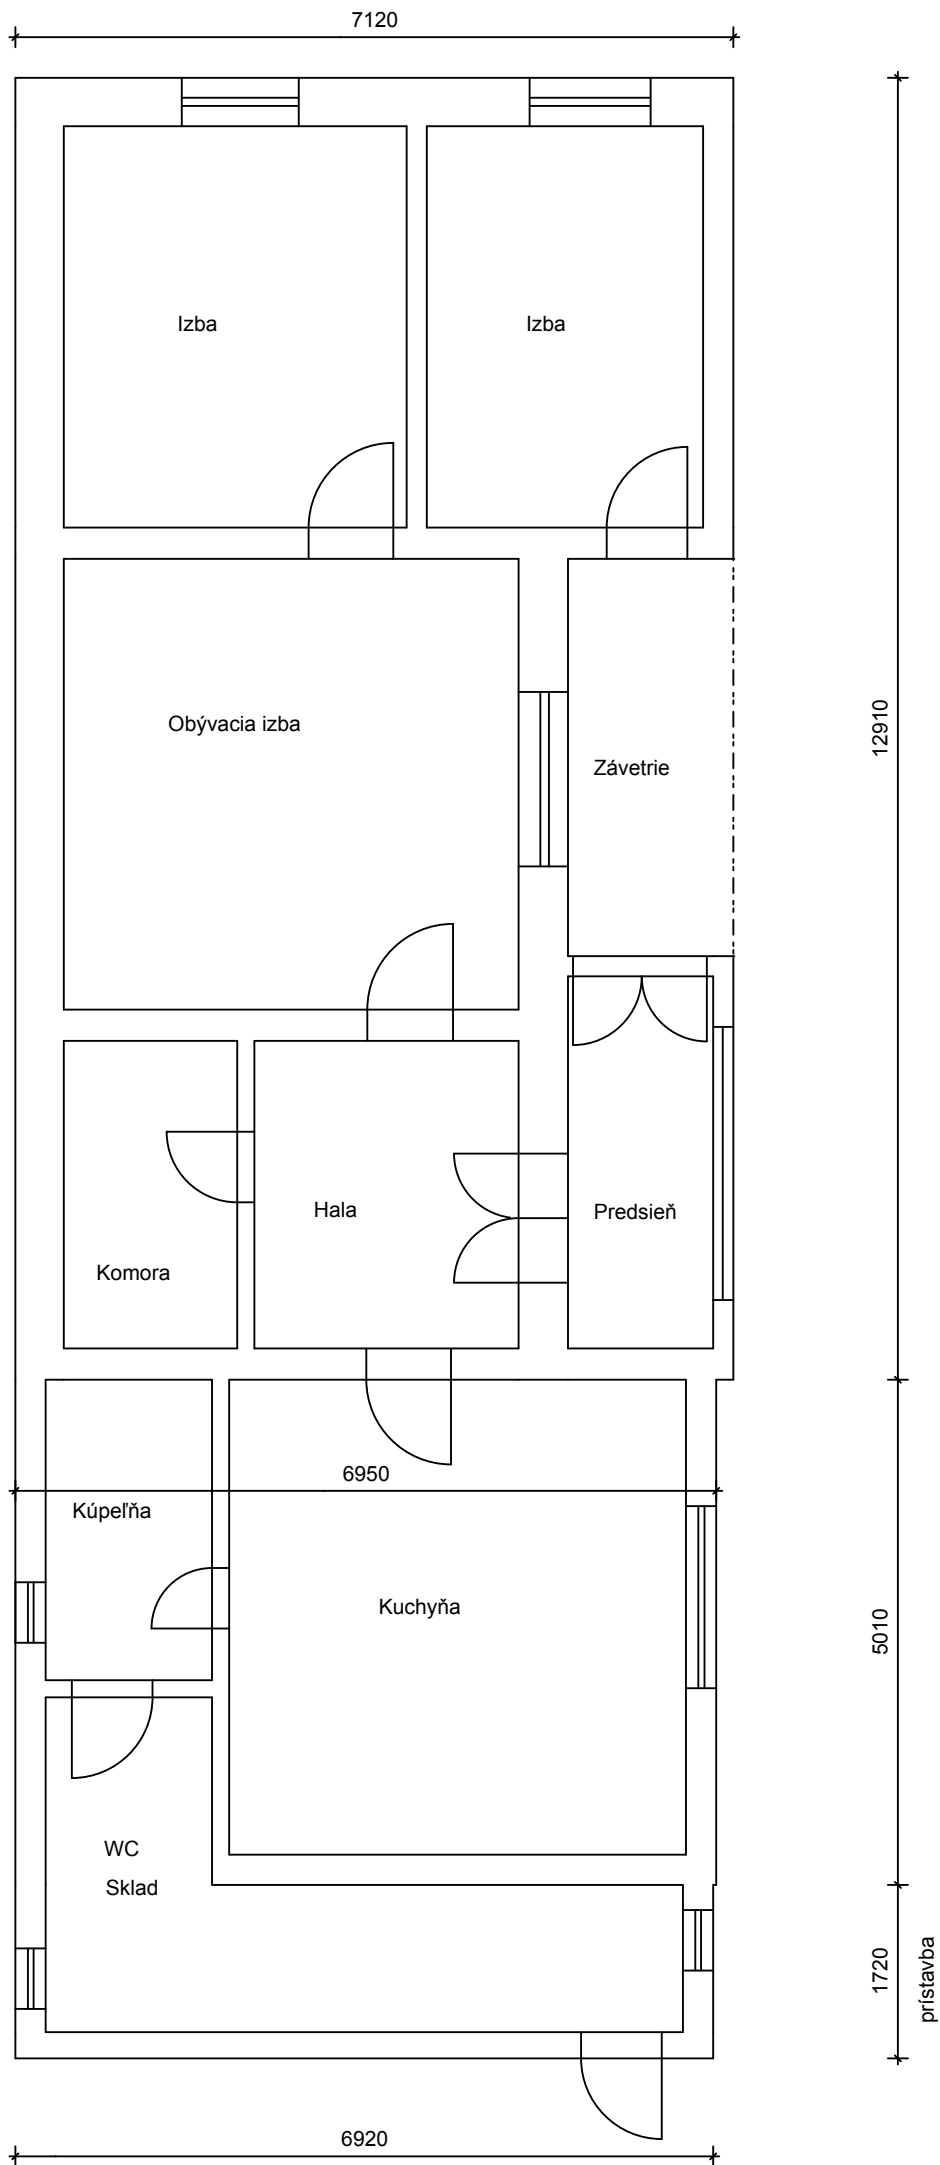 7120
Izba
Izba
Obývacia izba
Závetrie
12910
Hala
Predsieň
Komora
6950
Kúpeľňa
Kuchyňa
5010
WC
Sklad
1720
prístavba
6920